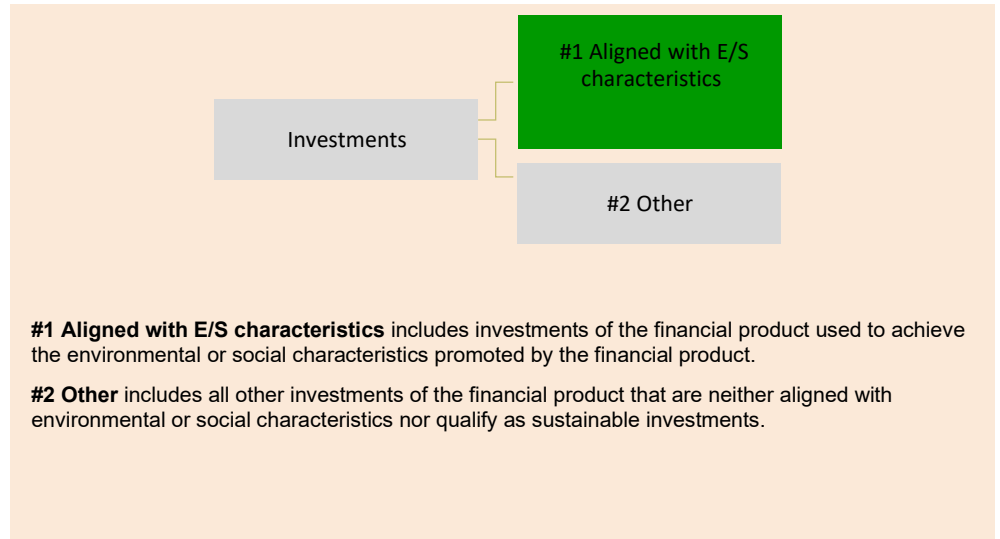 #1 Aligned with E/S
characteristics
Investments
#2 Other
#1 Aligned with E/S characteristics includes investments of the financial product used to achieve
the environmental or social characteristics promoted by the financial product.
#2 Other includes all other investments of the financial product that are neither aligned with
environmental or social characteristics nor qualify as sustainable investments.